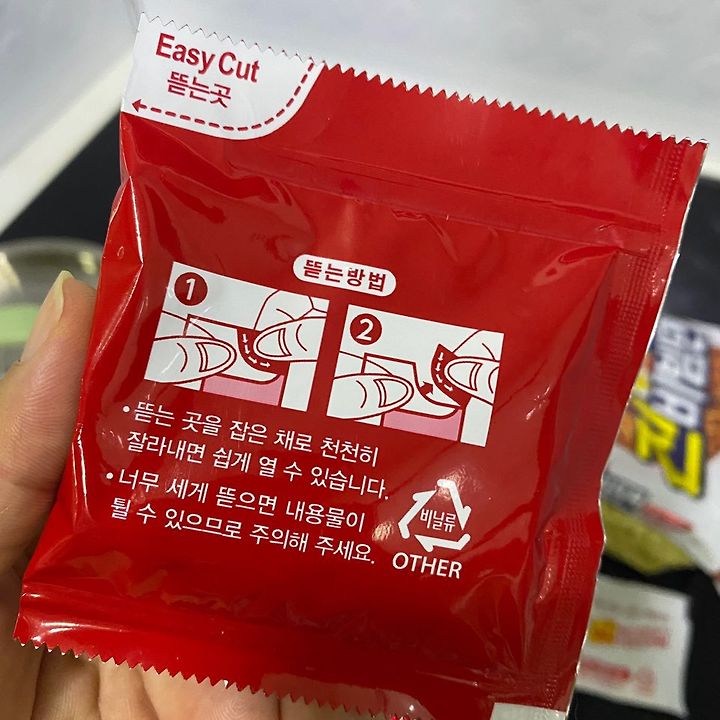 Easy Cut
뜯는곳
뜯는방법
1
2
• 뜯는 곳을 잡은 채로 천천히
잘라내면 쉽게 열 수 있습니다.
• 너무 세게 뜯으면 내용물이
튈 수 있으므로 주의해 주세요.
비닐류
OTHER